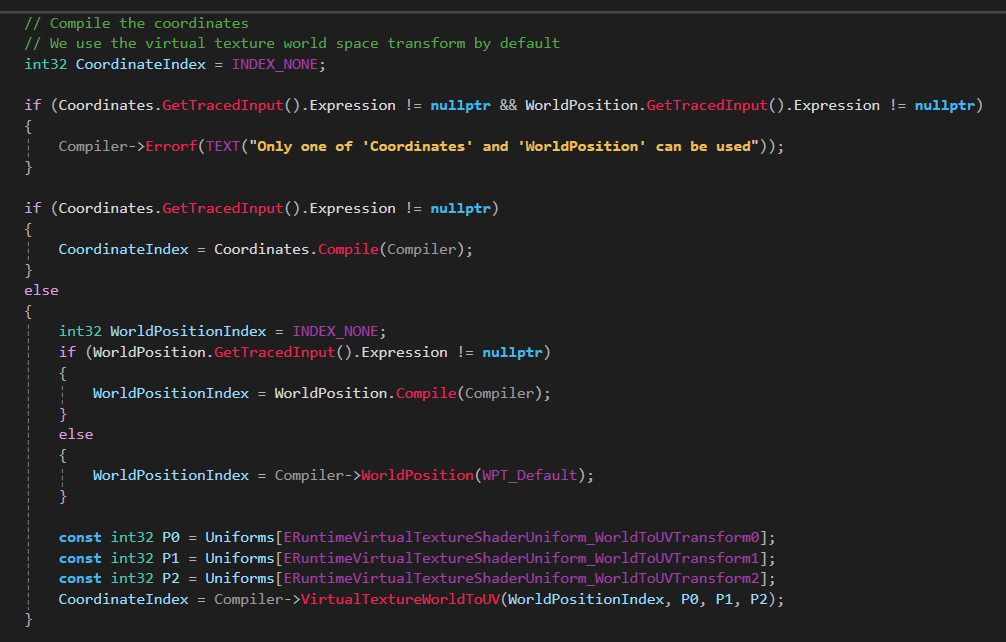 // Compile the coordinates
// We use the virtual texture world space transform by default
int32 CoordinateIndex = INDEX_NONE;

if (Coordinates.GetTracedInput().Expression != nullptr && WorldPosition.GetTracedInput().Expression != nullptr)
{
    Compiler->Errorf(TEXT("Only one of 'Coordinates' and 'WorldPosition' can be used"));
}

if (Coordinates.GetTracedInput().Expression != nullptr)
{
    CoordinateIndex = Coordinates.Compile(Compiler);
}
else
{
    int32 WorldPositionIndex = INDEX_NONE;
    if (WorldPosition.GetTracedInput().Expression != nullptr)
    {
        WorldPositionIndex = WorldPosition.Compile(Compiler);
    }
    else
    {
        WorldPositionIndex = Compiler->WorldPosition(WPT_Default);
    }

    const int32 P0 = Uniforms[ERuntimeVirtualTextureShaderUniform_WorldToUVTransform0];
    const int32 P1 = Uniforms[ERuntimeVirtualTextureShaderUniform_WorldToUVTransform1];
    const int32 P2 = Uniforms[ERuntimeVirtualTextureShaderUniform_WorldToUVTransform2];
    CoordinateIndex = Compiler->VirtualTextureWorldToUV(WorldPositionIndex, P0, P1, P2);
}